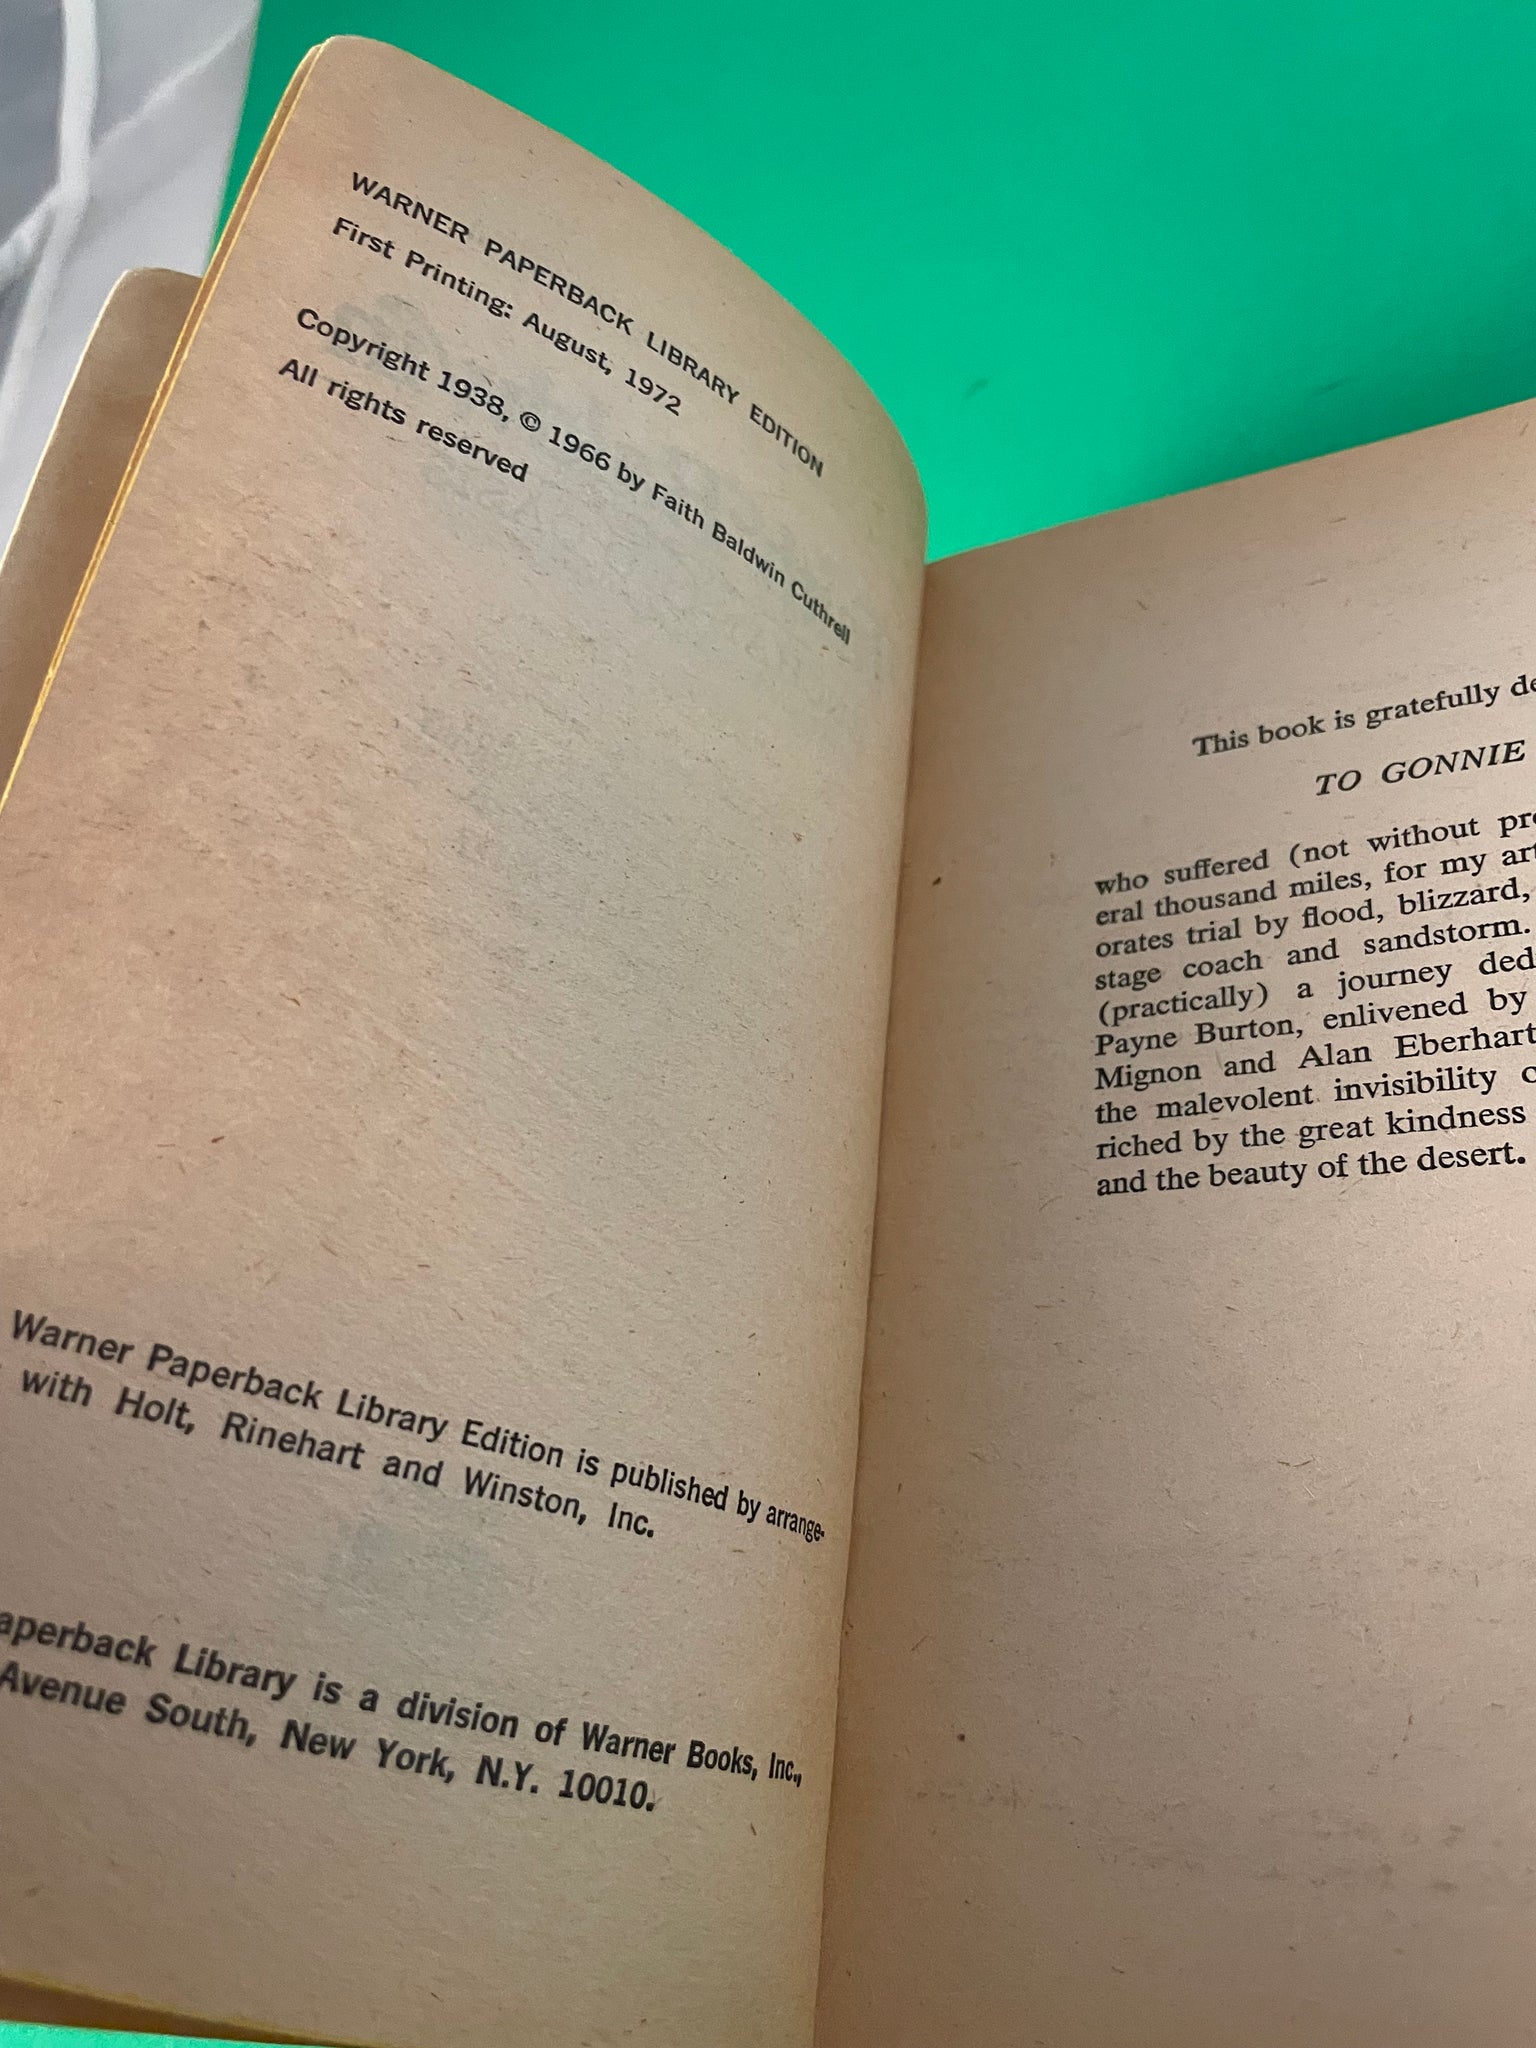 WARNER PAPERBACK LIBRARY EDITION
First Printing: August, 1972
Copyright 1938, © 1966 by Faith Baldwin Cuthrell
All rights reserved
Warner Paperback Library Edition is published by arrange-
with Holt, Rinehart and Winston, Inc.
aperback Library is a division of Warner Books, Inc.,
Avenue South, New York, N.Y. 10010.
This book is gratefully de
TO GONNIE
who suffered (not without pr
eral thousand miles, for my art
orates trial by flood, blizzard,
stage coach and sandstorm.
(practically) a journey ded
Payne Burton, enlivened by
Mignon and Alan Eberhart
the malevolent invisibility o
riched by the great kindness
and the beauty of the desert.